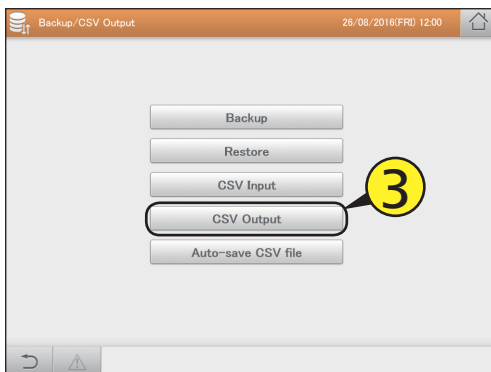 Backup/CSV Output 26/08/2016(FRI) 12:00
Backup
Restore
CSV Input
CSV Output
3
Auto-save CSV file